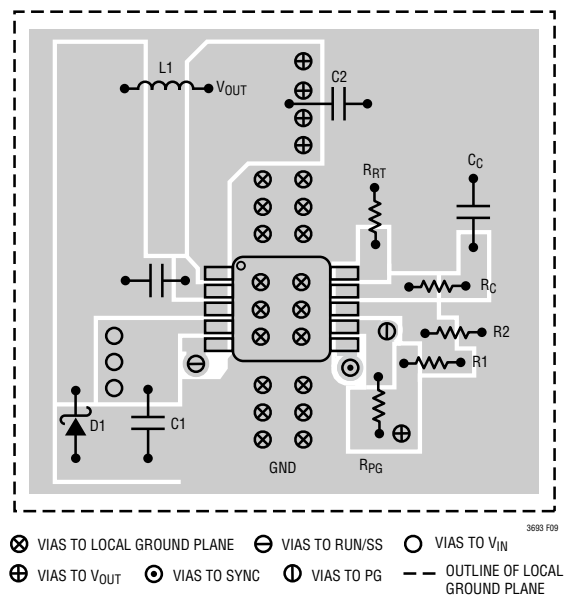 L1
VOUT
C2
RRT
CC
RC
R2
R1
D1
C1
GND
RPG
3693 F09
VIAS TO LOCAL GROUND PLANE
VIAS TO RUN/SS
VIAS TO VIN
VIAS TO VOUT
VIAS TO SYNC
VIAS TO PG
OUTLINE OF LOCAL
GROUND PLANE